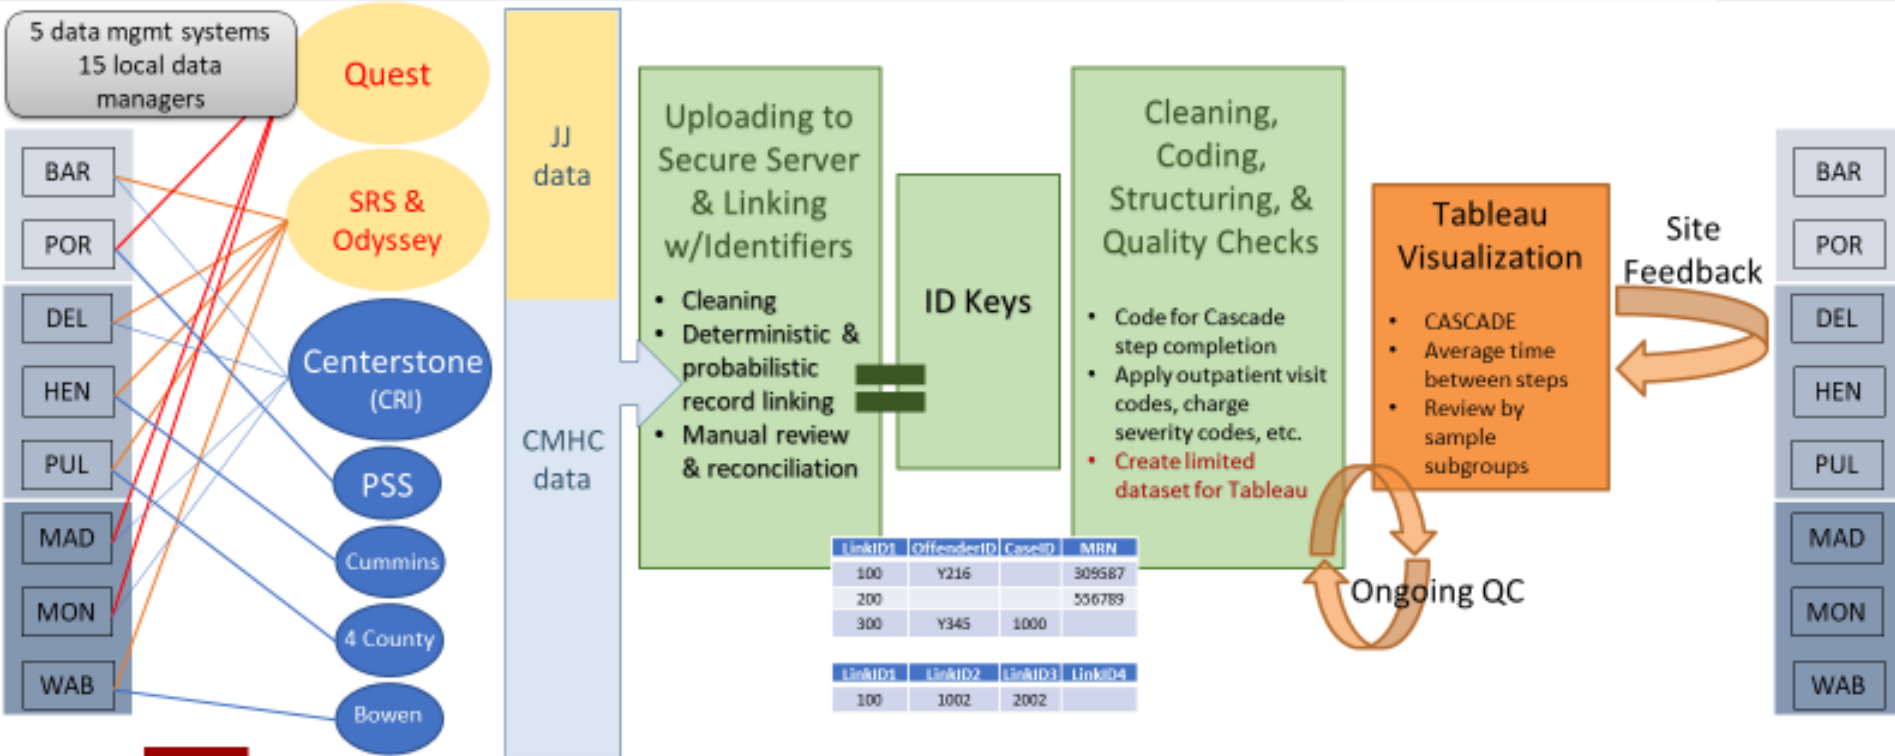 5 data mgmt systems
15 local data
managers
BAR
POR
DEL
HEN
PUL
MAD
MON
WAB
Quest
SRS &
Odyssey
Centerstone
(CRI)
PSS
Cummins
4 County
Bowen
JJ
data
CMHC
data
Uploading to
Secure Server
& Linking
w/Identifiers
• Cleaning
• Deterministic &
probabilistic
record linking
• Manual review
& reconciliation
ID Keys
Cleaning,
Coding,
Structuring, &
Quality Checks
• Code for Cascade
step completion
• Apply outpatient visit
codes, charge
severity codes, etc.
• Create limited
dataset for Tableau
LinkID1 OffenderID CaseID MRN
100 Y216 309587
200 556789
300 Y345 1000
LinkID1 LinkID2 LinkID3 LinkID4
100 1002 2002
Tableau
Visualization
• CASCADE
• Average time
between steps
• Review by
sample
subgroups
Ongoing QC
Site
Feedback
BAR
POR
DEL
HEN
PUL
MAD
MON
WAB